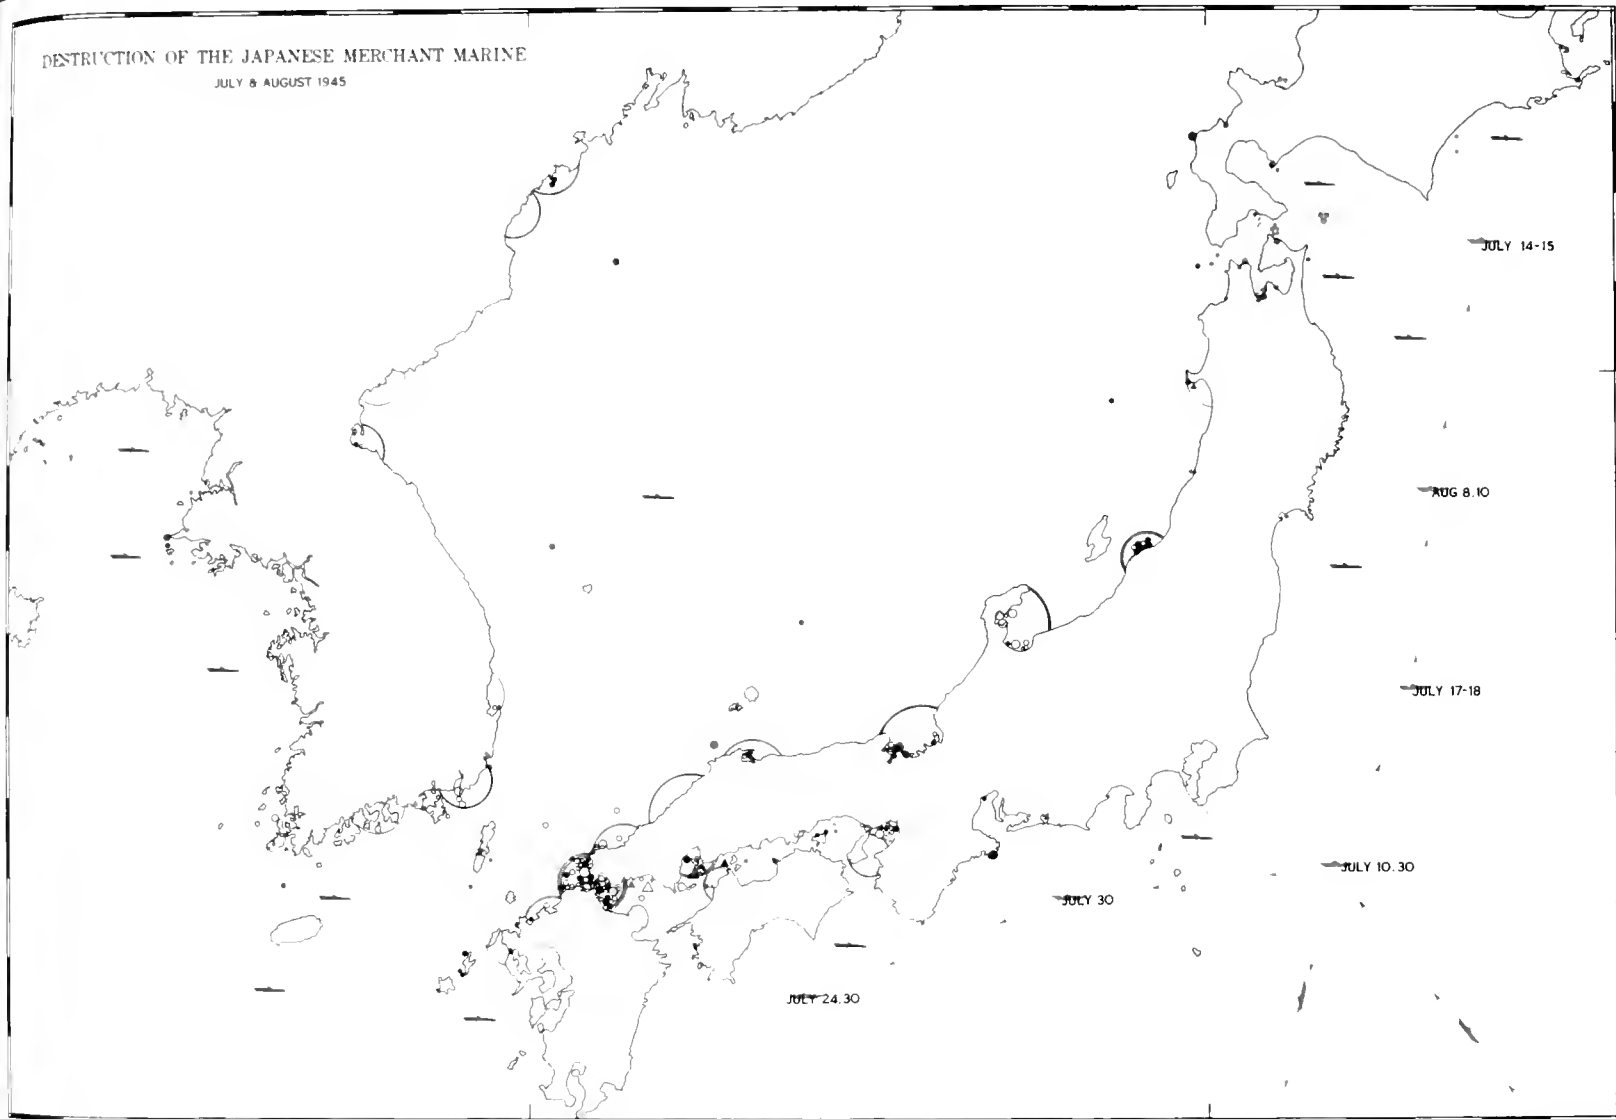 DESTRUCTION OF THE JAPANESE MERCHANT MARINE
JULY & AUGUST 1945
JULY 14-15
AUG 8.10
JULY 17-18
JULY 10.30
JULY 30
JULY 24.30